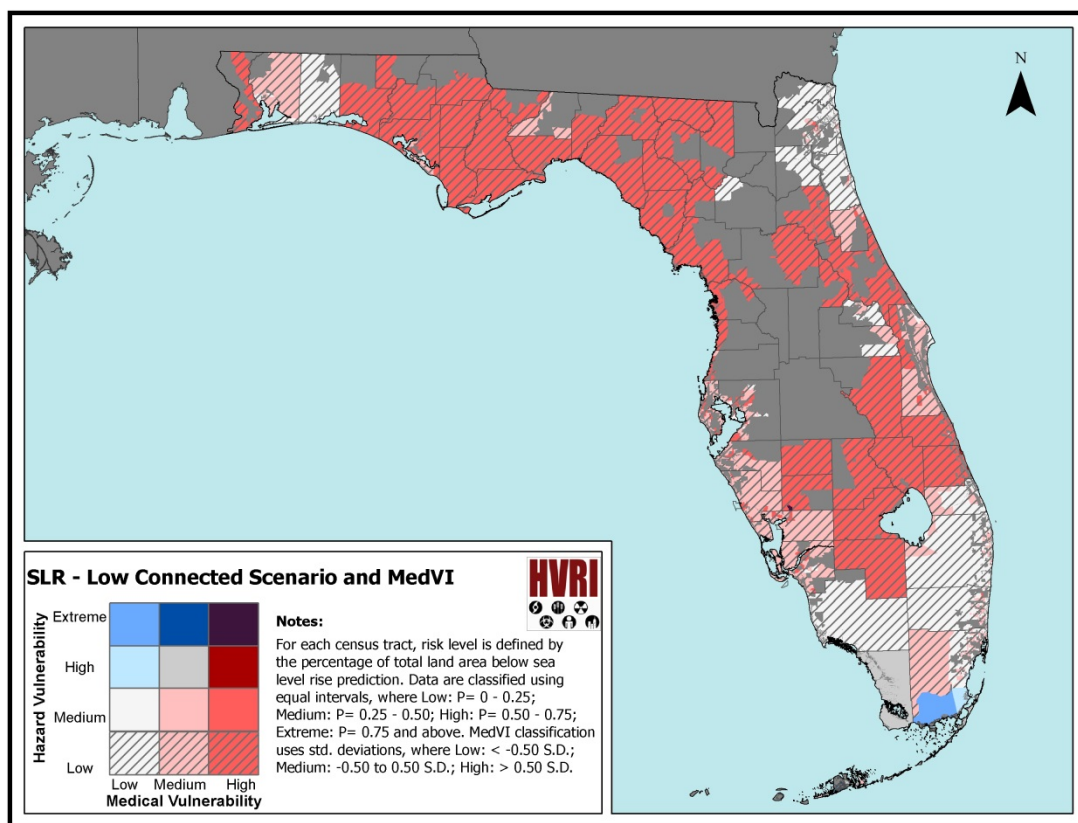 N
SLR - Low Connected Scenario and MedVI
HVRI
Hazard Vulnerability
Extreme
High
Medium
Low
Low Medium High
Medical Vulnerability
Notes:
For each census tract, risk level is defined by
the percentage of total land area below sea
level rise prediction. Data are classified using
equal intervals, where Low: P= 0 - 0.25;
Medium: P= 0.25 - 0.50; High: P= 0.50 - 0.75;
Extreme: P= 0.75 and above. MedVI classification
uses std. deviations, where Low: < -0.50 S.D.;
Medium: -0.50 to 0.50 S.D.; High: > 0.50 S.D.